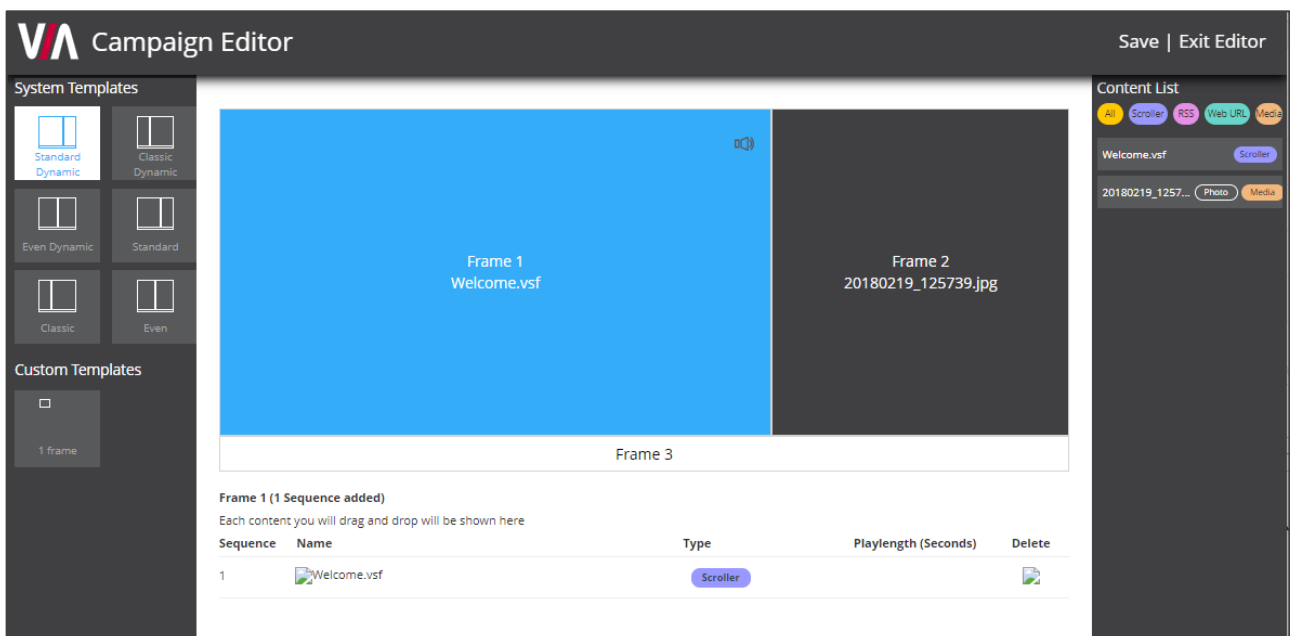 VIA Campaign Editor
Save | Exit Editor
System Templates
Standard
Dynamic
Classic
Dynamic
Even Dynamic
Standard
Classic
Even
Custom Templates
1 frame
Frame 1
Welcome.vsf
Frame 2
20180219_125739.jpg
Frame 3
Frame 1 (1 Sequence added)
Each content you will drag and drop will be shown here
Sequence Name Type Playlength (Seconds) Delete
1 Welcome.vsf Scroller
Content List
All Scroller RSS Web URL Media
Welcome.vsf Scroller
20180219_1257... Photo Media